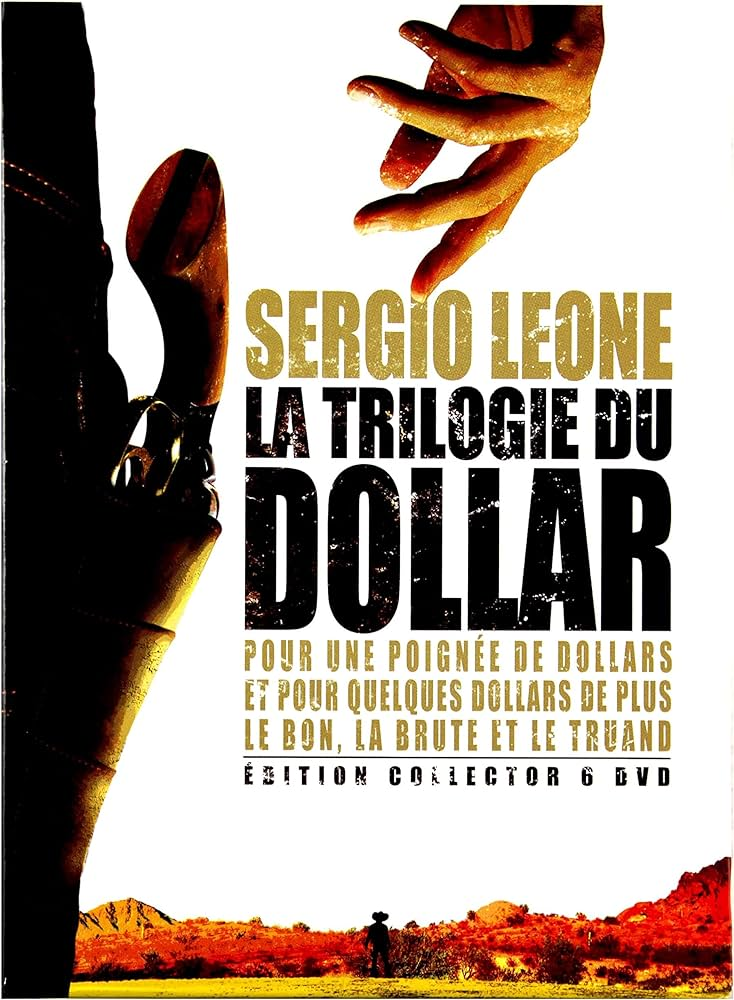 SERGIO LEONE
LA TRILOGIE DU
DOLLAR
POUR UNE POIGNÉE DE DOLLARS
ET POUR QUELQUES DOLLARS DE PLUS
LE BON, LA BRUTE ET LE TRUAND
ÉDITION COLLECTOR 6 DVD